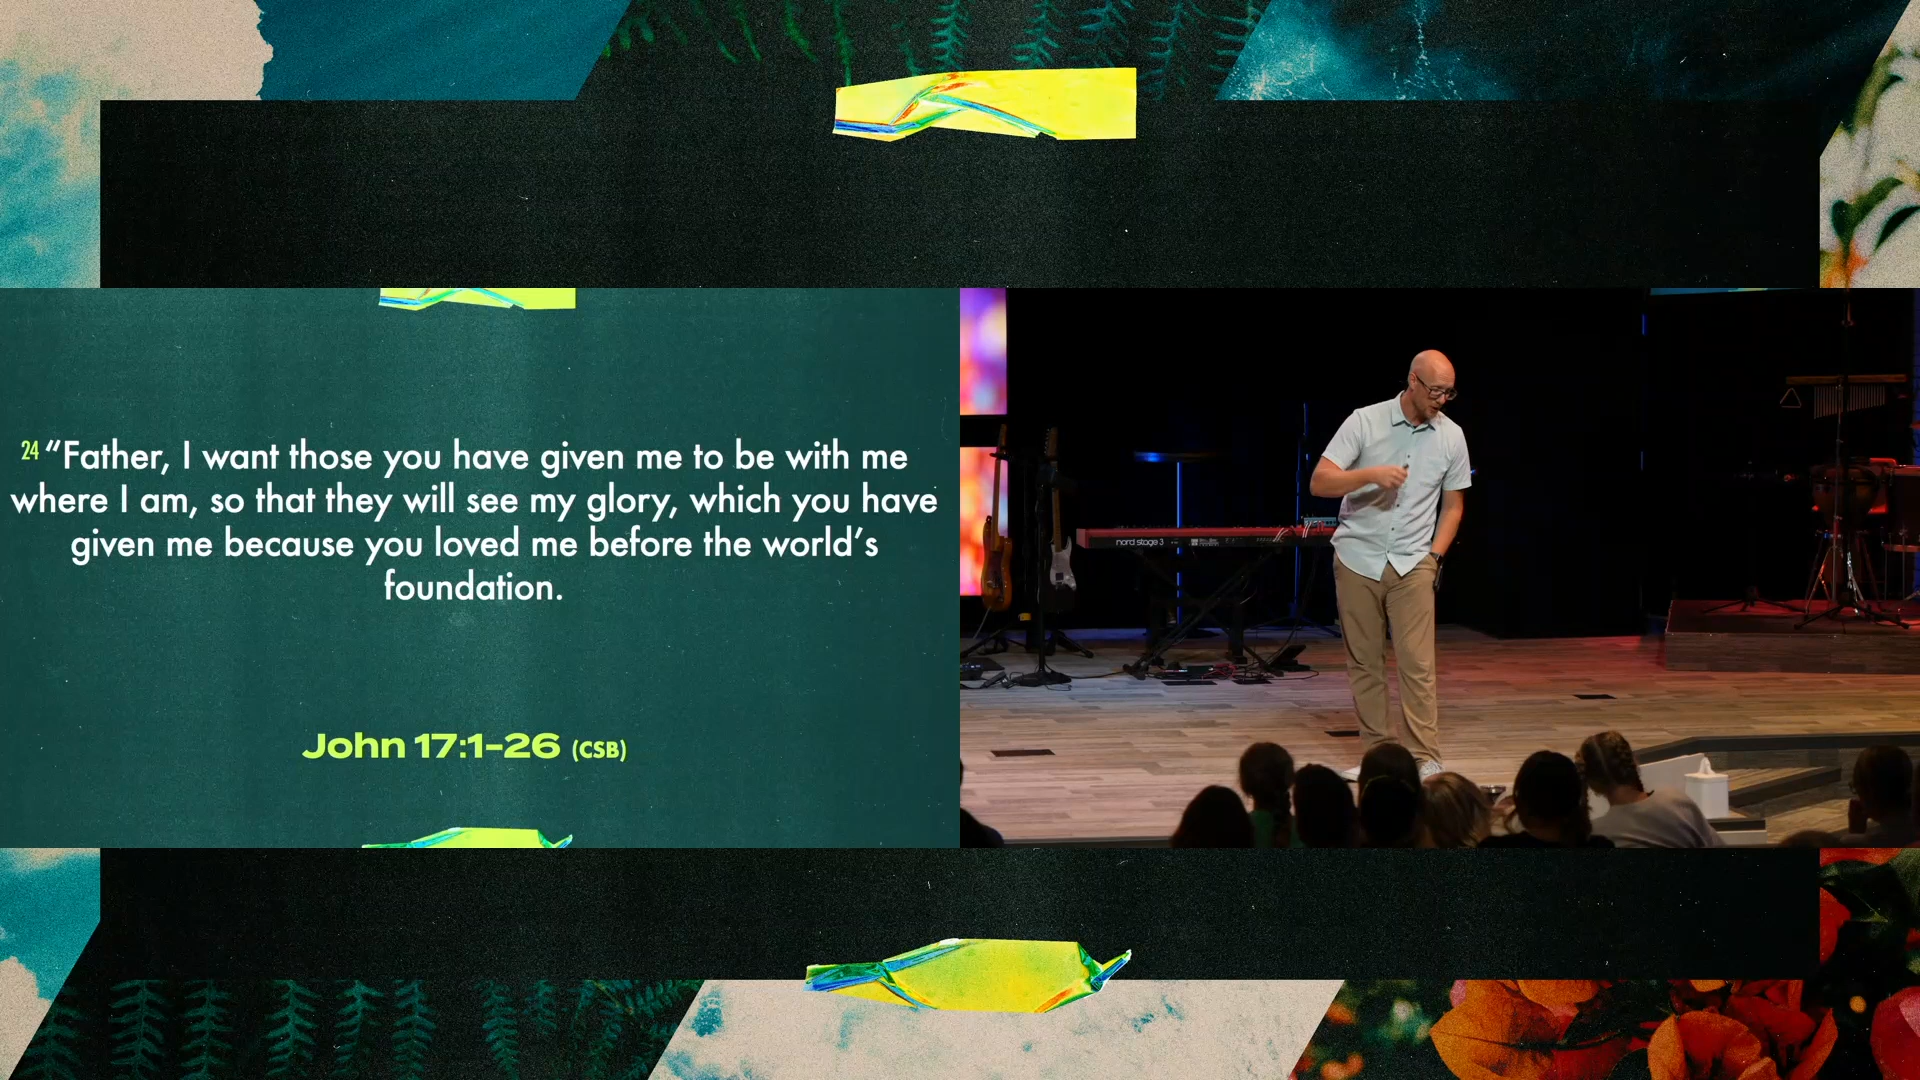 24 “Father, I want those you have given me to be with me
where I am, so that they will see my glory, which you have
given me because you loved me before the world’s
foundation.
John 17:1-26 (CSB)
nord stage 3